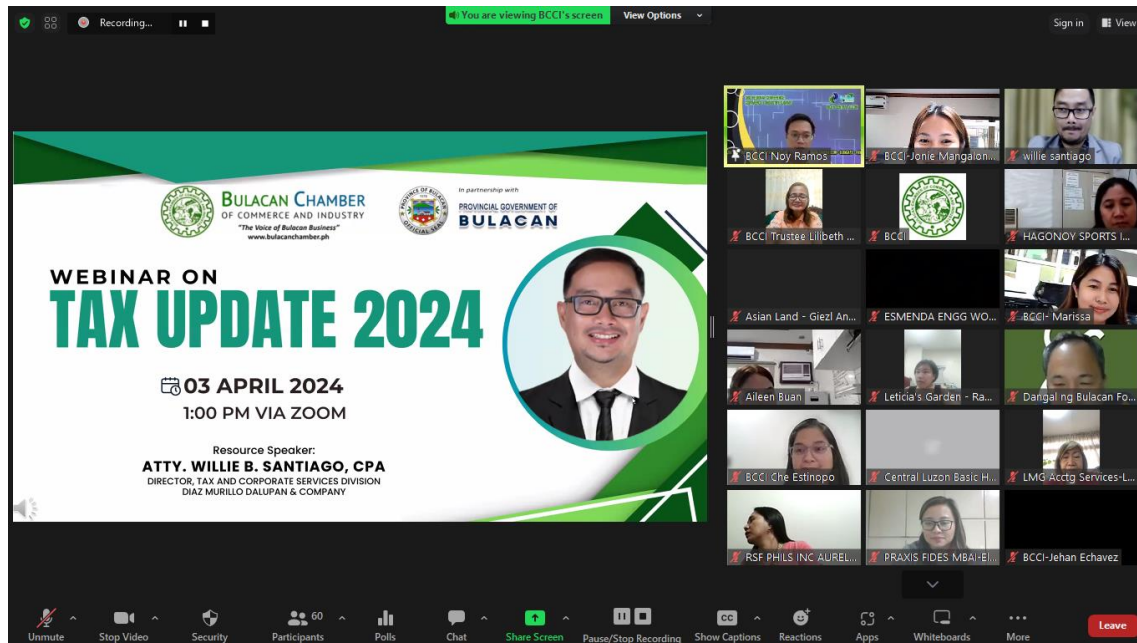 Recording...
You are viewing BCCI's screen
View Options
Sign in
View
BULACAN CHAMBER
OF COMMERCE AND INDUSTRY
"The Voice of Bulacan Business"
www.bulacanchamber.ph
PROVINCE OF BULACAN
OFFICIAL SEAL
In partnership with
PROVINCIAL GOVERNMENT OF
BULACAN
WEBINAR ON
TAX UPDATE 2024
03 APRIL 2024
1:00 PM VIA ZOOM
Resource Speaker:
ATTY. WILLIE B. SANTIAGO, CPA
DIRECTOR, TAX AND CORPORATE SERVICES DIVISION
DIAZ MURILLO DALUPAN & COMPANY
BCCI Noy Ramos
BCCI-Jonie Mangalon...
willie santiago
BCCI Trustee Lilibeth ...
BCCI
HAGONOY SPORTS I...
Asian Land - Giezl An...
ESMENDA ENGG WO...
BCCI- Marissa
Aileen Buan
Leticia's Garden - Ra...
Dangal ng Bulacan Fo...
BCCI Che Estinopo
Central Luzon Basic H...
LMG Acctg Services-L...
RSF PHILS INC AUREL...
PRAXIS FIDES MBAI-El...
BCCI-Jehan Echavez
Unmute
Stop Video
Security
60
Participants
Polls
Chat
Share Screen
Pause/Stop Recording
CC
Show Captions
Reactions
Apps
Whiteboards
More
Leave